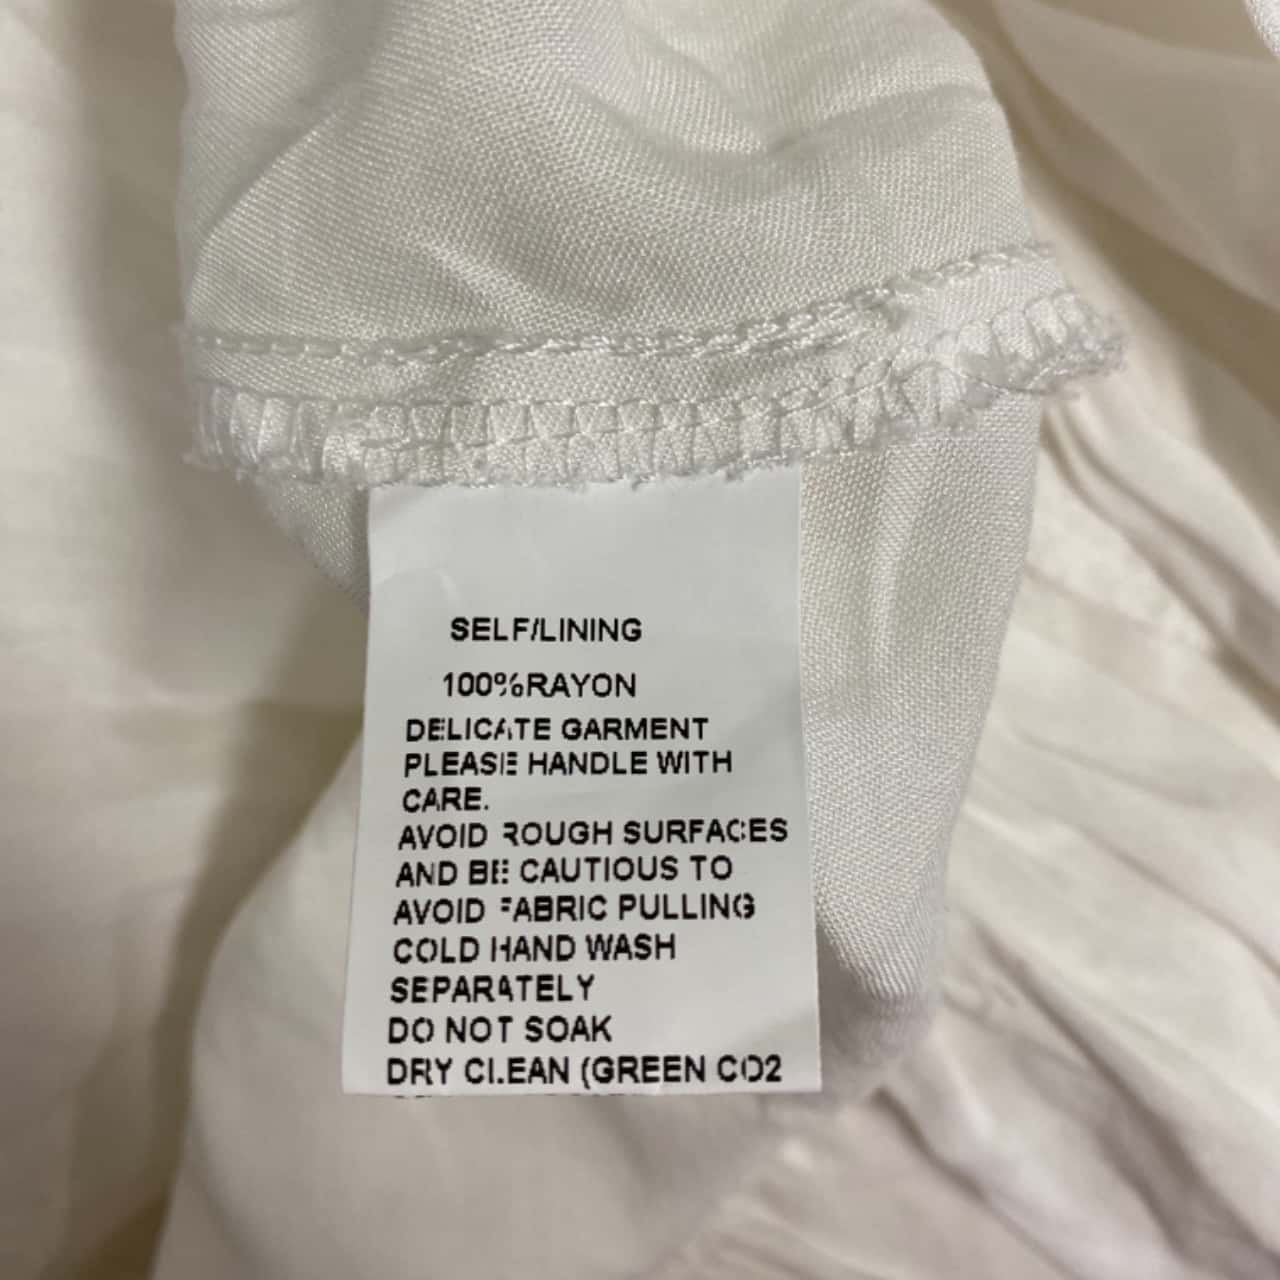 SELF/LINING
100%RAYON
DELICATE GARMENT
PLEASE HANDLE WITH
CARE.
AVOID ROUGH SURFACES
AND BE CAUTIOUS TO
AVOID FABRIC PULLING
COLD HAND WASH
SEPARATELY
DO NOT SOAK
DRY CLEAN (GREEN CO2